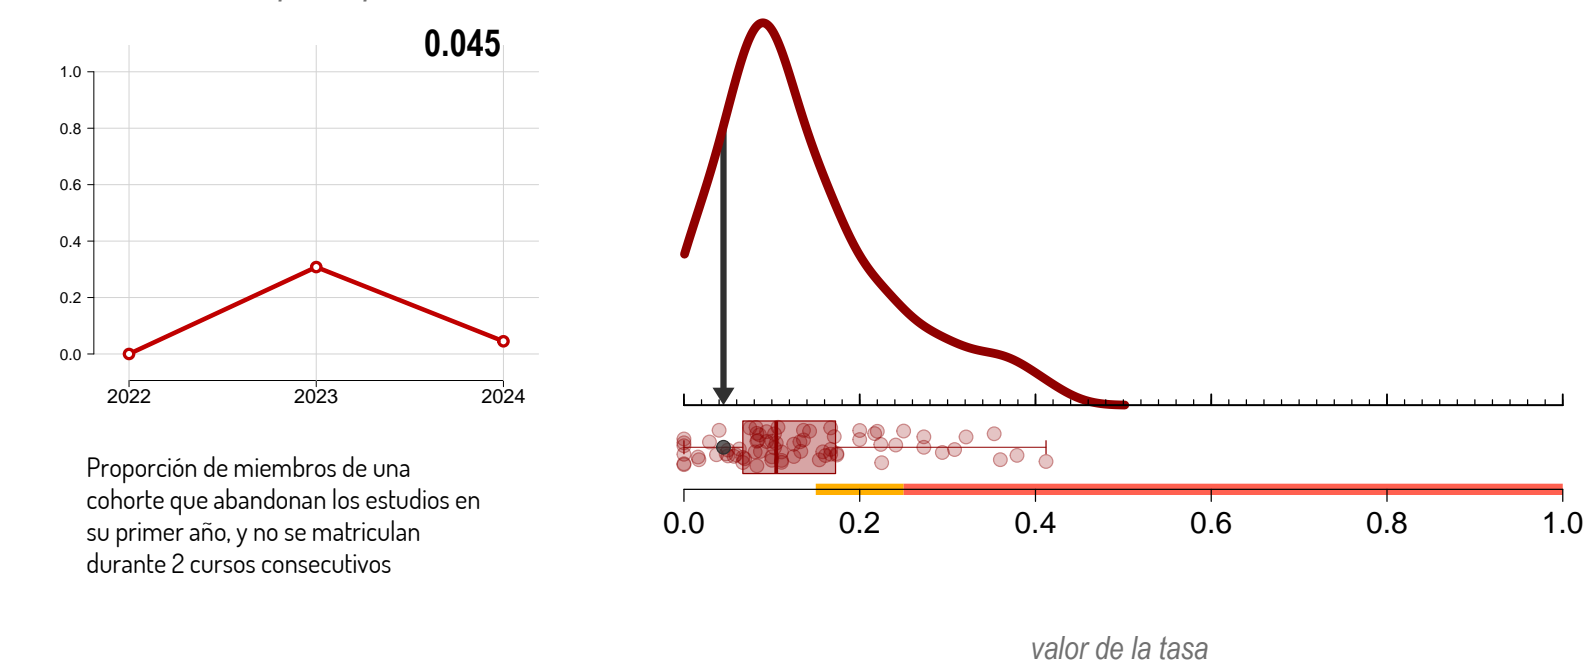 0.045
1.0
0.8
0.6
0.4
0.2
0.0
2022 2023 2024
Proporción de miembros de una
cohorte que abandonan los estudios en
su primer año, y no se matriculan
durante 2 cursos consecutivos
0.0 0.2 0.4 0.6 0.8 1.0
valor de la tasa